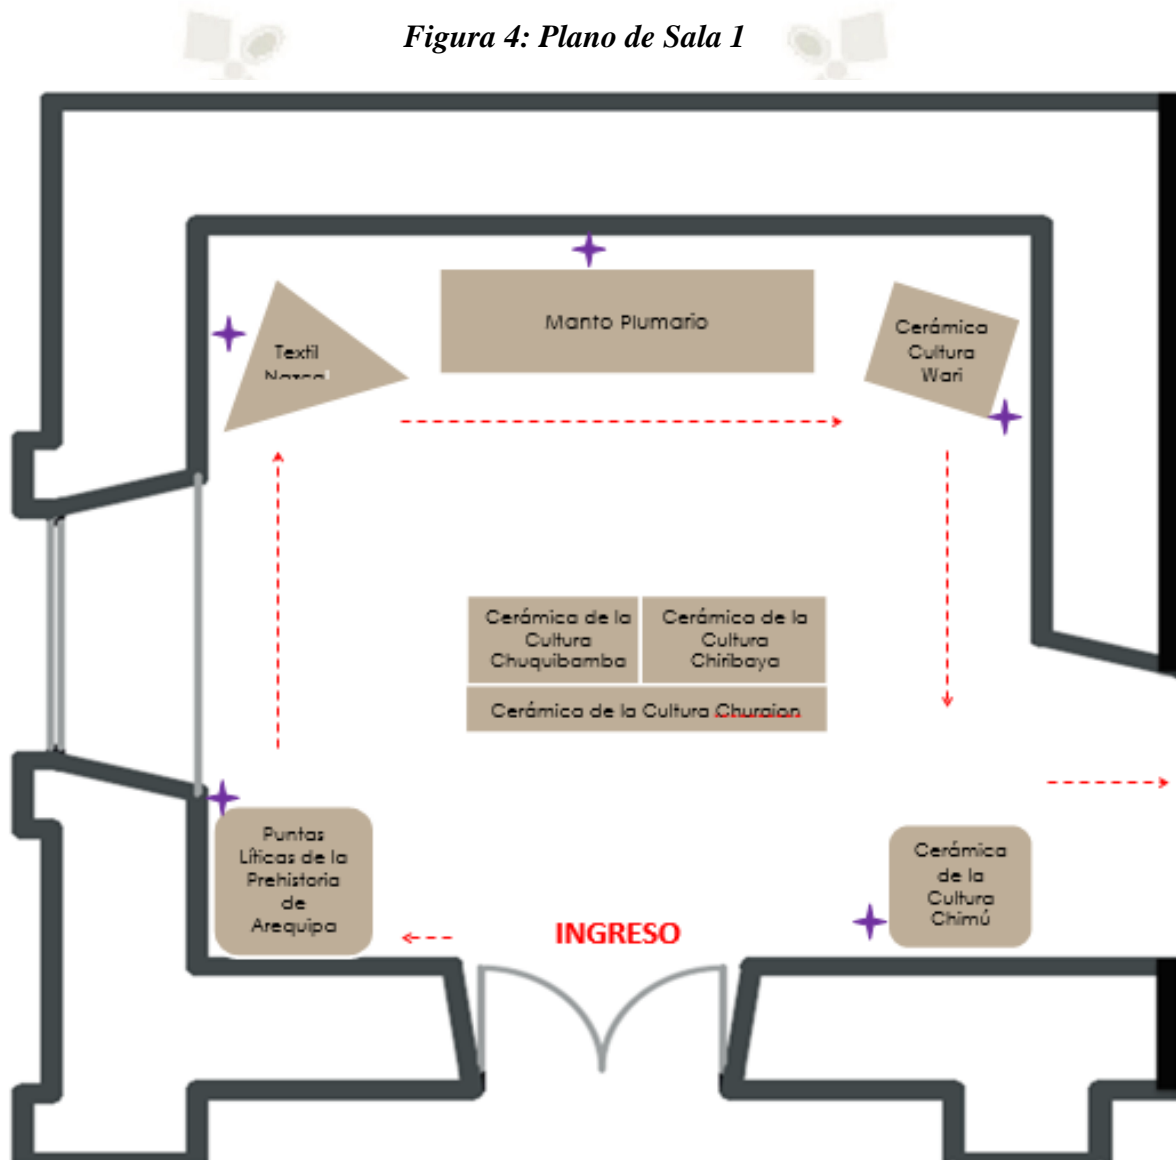 Figura 4: Plano de Sala 1
Manto Plumario
Textil
Nazca
Cerámica
Cultura
Wari
Cerámica de la
Cultura
Chuquibamba
Cerámica de la
Cultura
Chiribaya
Cerámica de la Cultura Churajon
Puntas
Líticas de la
Prehistoria
de
Arequipa
INGRESO
Cerámica
de la
Cultura
Chimú